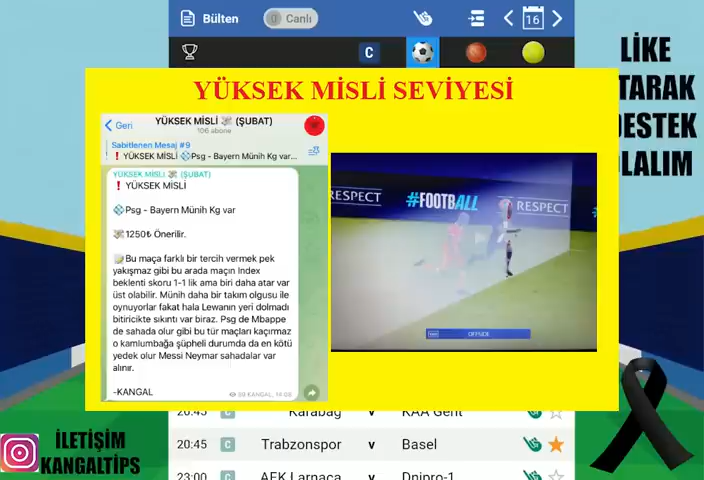 Bülten
0 Canlı
16
C
LİKE
TARAK
DESTEK
OLALIM
YÜKSEK MİSLİ SEVİYESİ
Geri
YÜKSEK MİSLİ (ŞUBAT)
106 abone
Sabitlenen Mesaj #9
❗ YÜKSEK MİSLİ 💠Psg - Bayern Münih Kg var...
YÜKSEK MİSLİ (ŞUBAT)
❗ YÜKSEK MİSLİ
💠Psg - Bayern Münih Kg var
💸1250₺ Önerilir.
📝Bu maça farklı bir tercih vermek pek
yakışmaz gibi bu arada maçın Index
beklenti skoru 1-1 lik ama biri daha atar var
üst olabilir. Münih daha bir takım olgusu ile
oynuyorlar fakat hala Lewanın yeri dolmadı
bitiricikte sıkıntı var biraz. Psg de Mbappe
de sahada olur gibi bu tür maçları kaçırmaz
o kamlumbağa şüpheli durumda da en kötü
yedek olur Messi Neymar sahadalar var
alınır.
-KANGAL
RESPECT
#FOOTBALL
RESPECT
OFFSIDE
20:45 C Karabağ v KAA Gent
20:45 C Trabzonspor v Basel
23:00 C AEK Larnaca v Dnipro-1
İLETİŞİM
KANGALTİPS